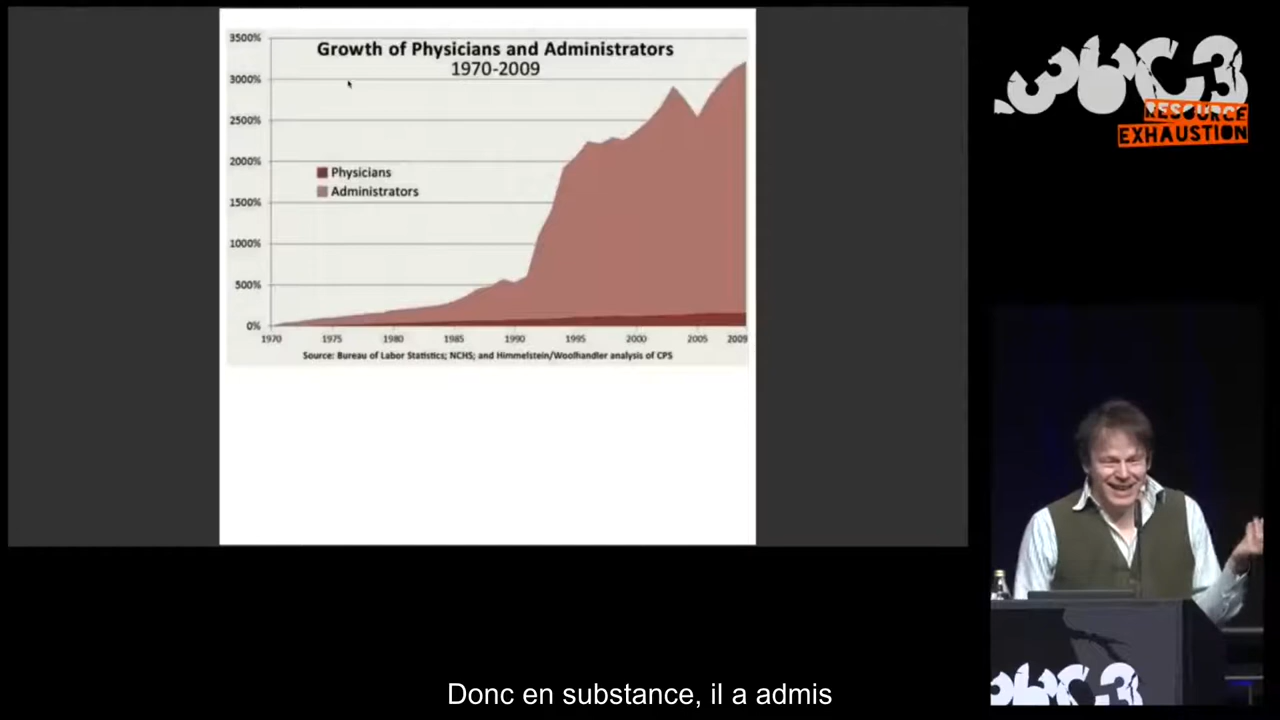 Growth of Physicians and Administrators
1970-2009
3500%
3000%
2500%
2000%
1500%
1000%
500%
0%
Physicians
Administrators
1970 1975 1980 1985 1990 1995 2000 2005 2009
Source: Bureau of Labor Statistics; NCHS; and Himmelstein/Woolhandler analysis of CPS
36C3
RESOURCE
EXHAUSTION
36C3
Donc en substance, il a admis